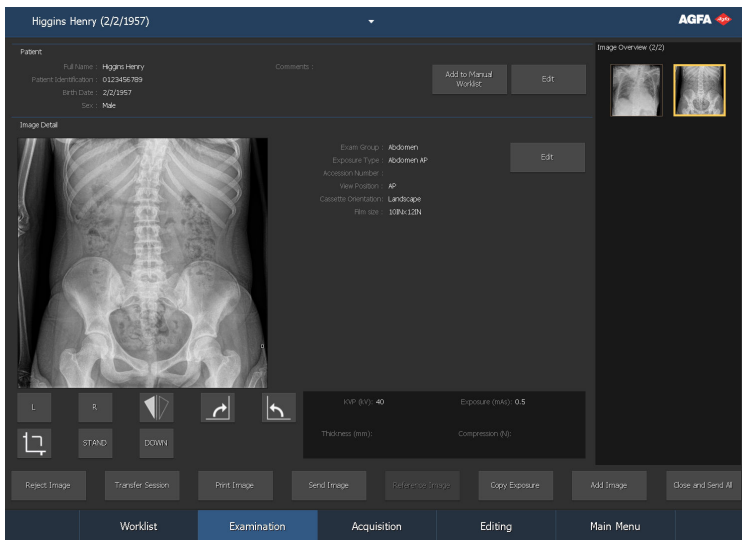 Higgins Henry (2/2/1957)
AGFA
Patient
Full Name : Higgins Henry
Patient Identification : 0123456789
Birth Date : 2/2/1957
Sex : Male
Comments :
Add to Manual
Worklist
Edit
Image Overview (2/2)
Image Detail
Exam Group : Abdomen
Exposure Type : Abdomen AP
Accession Number :
View Position : AP
Cassette Orientation: Landscape
Film size : 10INx12IN
Edit
L
R
STAND
DOWN
KVP (kV): 40
Exposure (mAs): 0.5
Thickness (mm):
Compression (N):
Reject Image
Transfer Session
Print Image
Send Image
Reference Image
Copy Exposure
Add Image
Close and Send All
Worklist
Examination
Acquisition
Editing
Main Menu